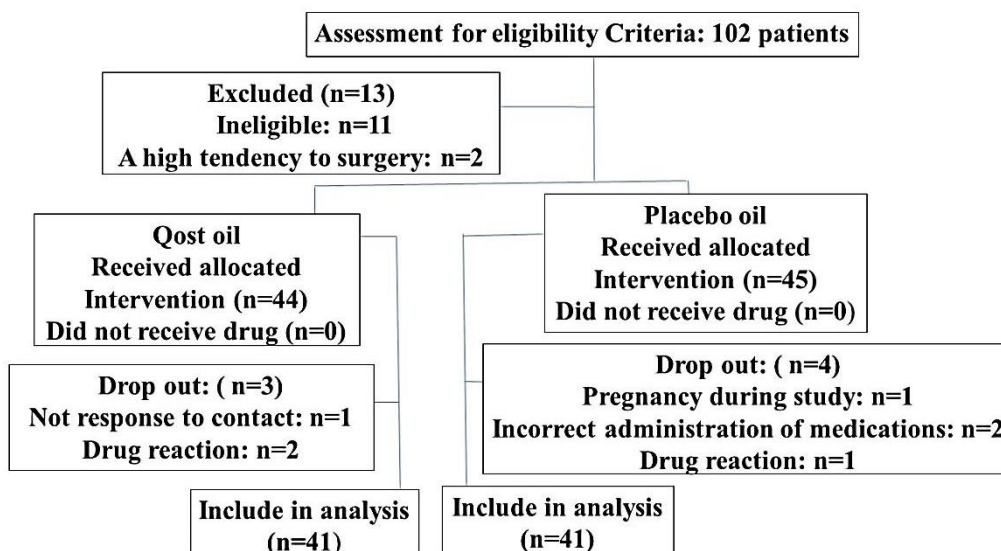 Assessment for eligibility Criteria: 102 patients
Excluded (n=13)
Ineligible: n=11
A high tendency to surgery: n=2
Qost oil
Received allocated
Intervention (n=44)
Did not receive drug (n=0)
Placebo oil
Received allocated
Intervention (n=45)
Did not receive drug (n=0)
Drop out: ( n=3)
Not response to contact: n=1
Drug reaction: n=2
Drop out: ( n=4)
Pregnancy during study: n=1
Incorrect administration of medications: n=2
Drug reaction: n=1
Include in analysis
(n=41)
Include in analysis
(n=41)